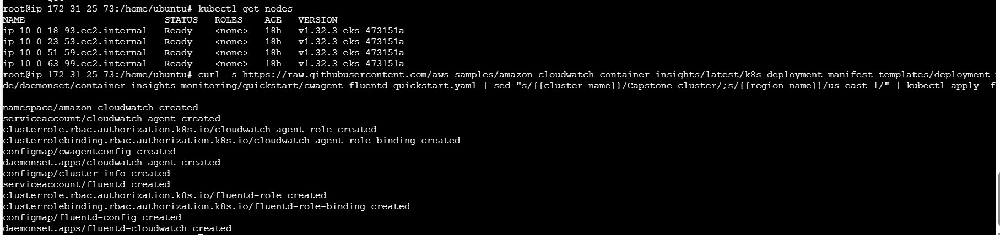 root@ip-172-31-25-73:/home/ubuntu# kubectl get nodes
NAME                          STATUS   ROLES    AGE   VERSION
ip-10-0-18-93.ec2.internal   Ready    <none>   18h   v1.32.3-eks-473151a
ip-10-0-23-53.ec2.internal   Ready    <none>   18h   v1.32.3-eks-473151a
ip-10-0-51-59.ec2.internal   Ready    <none>   18h   v1.32.3-eks-473151a
ip-10-0-63-99.ec2.internal   Ready    <none>   18h   v1.32.3-eks-473151a
root@ip-172-31-25-73:/home/ubuntu# curl -s https://raw.githubusercontent.com/aws-samples/amazon-cloudwatch-container-insights/latest/k8s-deployment-manifest-templates/deployment-
de/daemonset/container-insights-monitoring/quickstart/cwagent-fluentd-quickstart.yaml | sed "s/{{cluster_name}}/Capstone-cluster/;s/{{region_name}}/us-east-1/" | kubectl apply -f
namespace/amazon-cloudwatch created
serviceaccount/cloudwatch-agent created
clusterrole.rbac.authorization.k8s.io/cloudwatch-agent-role created
clusterrolebinding.rbac.authorization.k8s.io/cloudwatch-agent-role-binding created
configmap/cwagentconfig created
daemonset.apps/cloudwatch-agent created
configmap/cluster-info created
serviceaccount/fluentd created
clusterrole.rbac.authorization.k8s.io/fluentd-role created
clusterrolebinding.rbac.authorization.k8s.io/fluentd-role-binding created
configmap/fluentd-config created
daemonset.apps/fluentd-cloudwatch created